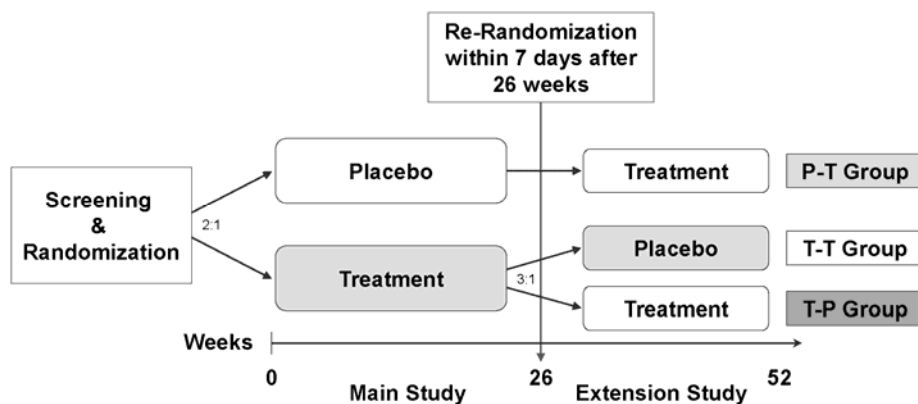 Re-Randomization
within 7 days after
26 weeks
Screening
&
Randomization
2:1
Placebo
Treatment
P-T Group
Treatment
3:1
Placebo
T-T Group
Treatment
T-P Group
Weeks
0
26
52
Main Study
Extension Study